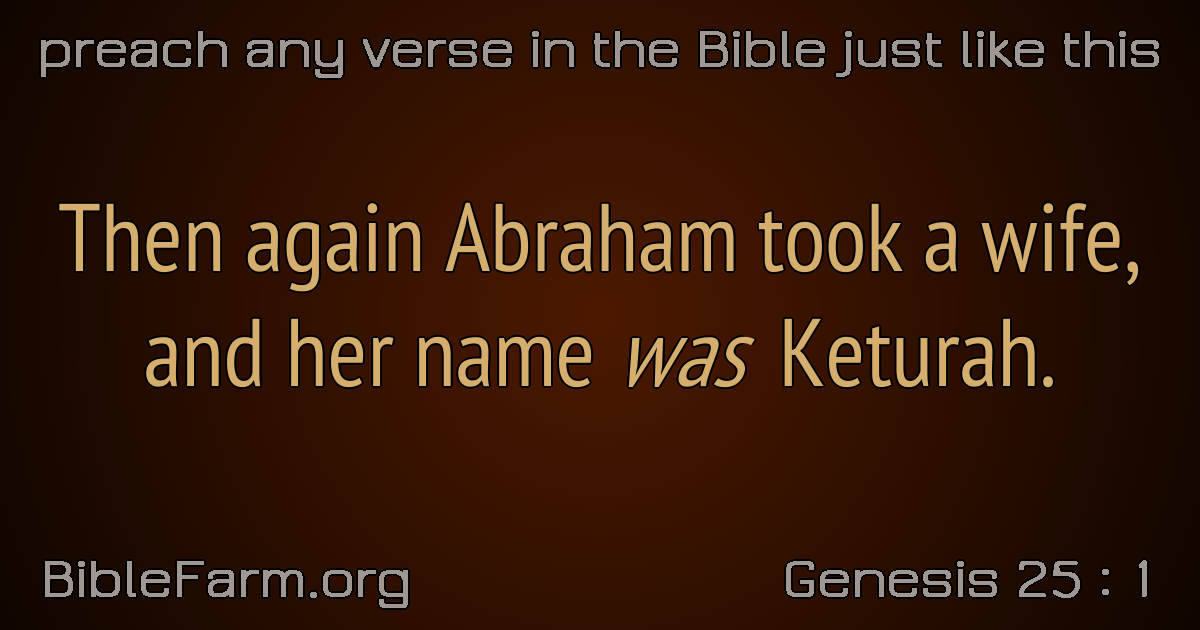 preach any verse in the Bible just like this
Then again Abraham took a wife,
and her name was Keturah.
BibleFarm.org
Genesis 25 : 1